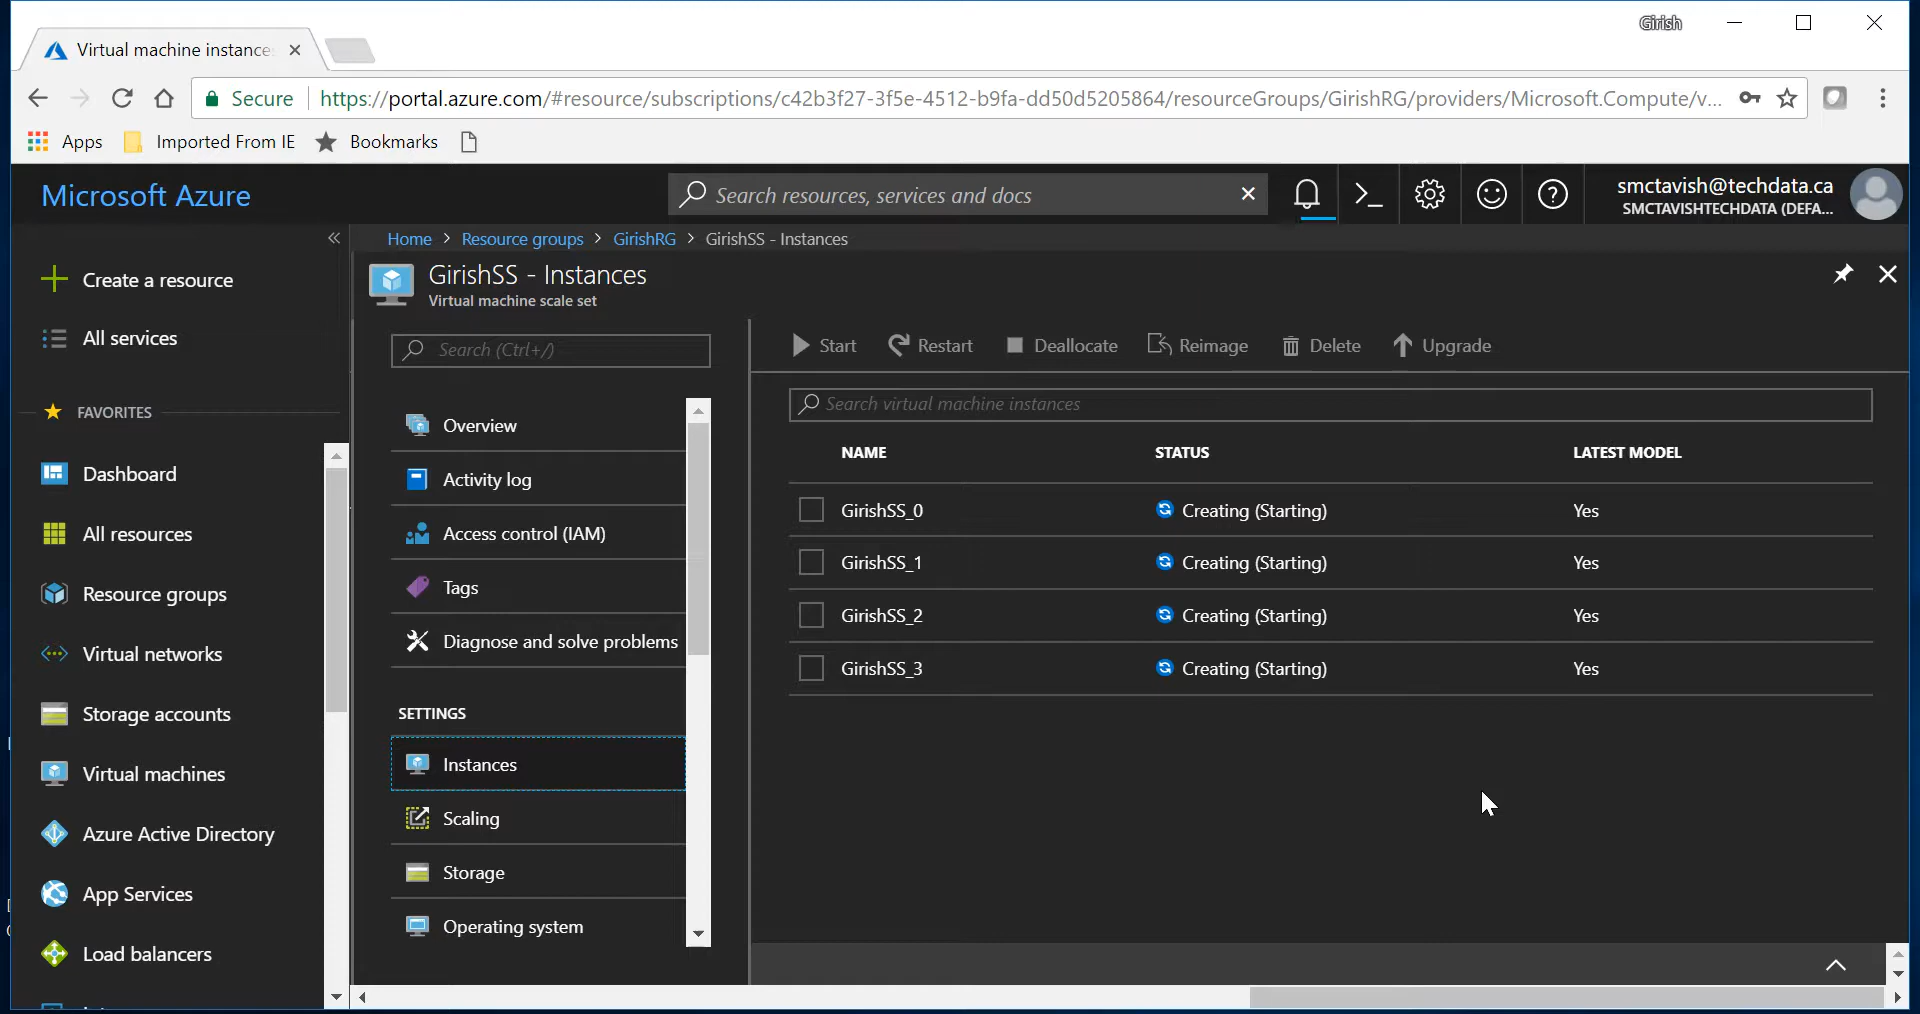 Girish
Virtual machine instance
Secure https://portal.azure.com/#resource/subscriptions/c42b3f27-3f5e-4512-b9fa-dd50d5205864/resourceGroups/GirishRG/providers/Microsoft.Compute/v...
Apps Imported From IE Bookmarks
Microsoft Azure
Search resources, services and docs
smctavish@techdata.ca
SMCTAVISHTECHDATA (DEFA...
Home > Resource groups > GirishRG > GirishSS - Instances
Create a resource
All services
FAVORITES
Dashboard
All resources
Resource groups
Virtual networks
Storage accounts
Virtual machines
Azure Active Directory
App Services
Load balancers
GirishSS - Instances
Virtual machine scale set
Search (Ctrl+/)
Overview
Activity log
Access control (IAM)
Tags
Diagnose and solve problems
SETTINGS
Instances
Scaling
Storage
Operating system
Start Restart Deallocate Reimage Delete Upgrade
Search virtual machine instances
NAME STATUS LATEST MODEL
GirishSS_0 Creating (Starting) Yes
GirishSS_1 Creating (Starting) Yes
GirishSS_2 Creating (Starting) Yes
GirishSS_3 Creating (Starting) Yes